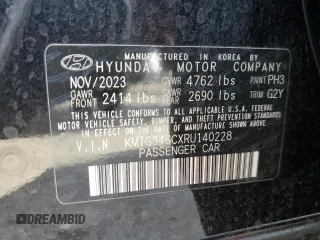 MANUFACTURED IN KOREA BY
HYUNDAI MOTOR COMPANY
NOV/2023 GVWR 4762 lbs PAINT PH3
GAWR FRONT 2414 lbs GAWR REAR 2690 lbs TRIM G2Y
THIS VEHICLE CONFORMS TO ALL APPLICABLE FEDERAL
MOTOR VEHICLE SAFETY, BUMPER, AND THEFT PREVENTION
STANDARDS IN EFFECT ON THE DATE OF MANUFACTURE
SHOWN ABOVE.
V.I.N
PASSENGER CAR
DREAMBID